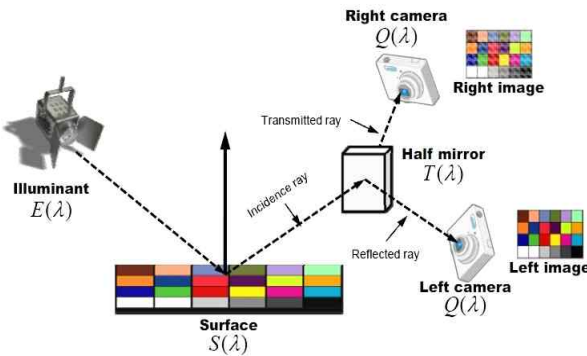 Right camera
Q(λ)
Right image
Transmitted ray
Half mirror
T(λ)
Illuminant
E(λ)
Incidence ray
Reflected ray
Left image
Left camera
Q(λ)
Surface
S(λ)